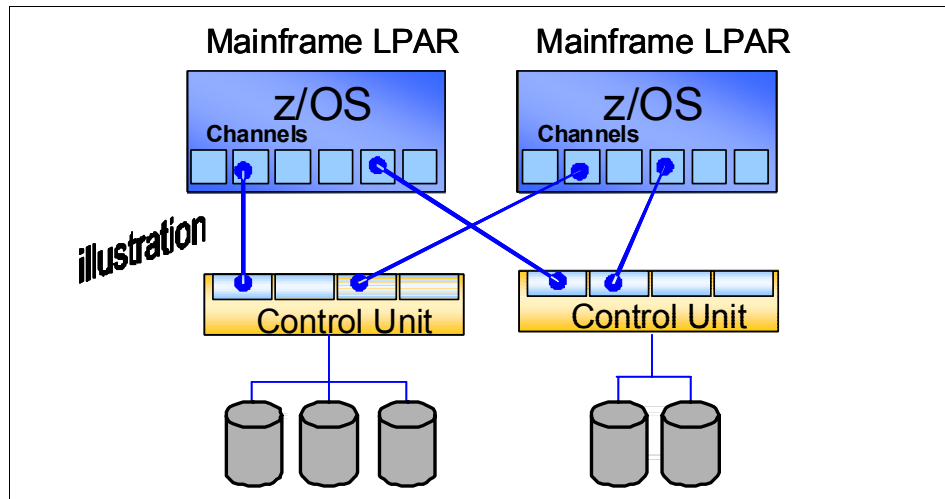 Mainframe LPAR
Mainframe LPAR
z/OS
z/OS
Channels
Channels
illustration
Control Unit
Control Unit